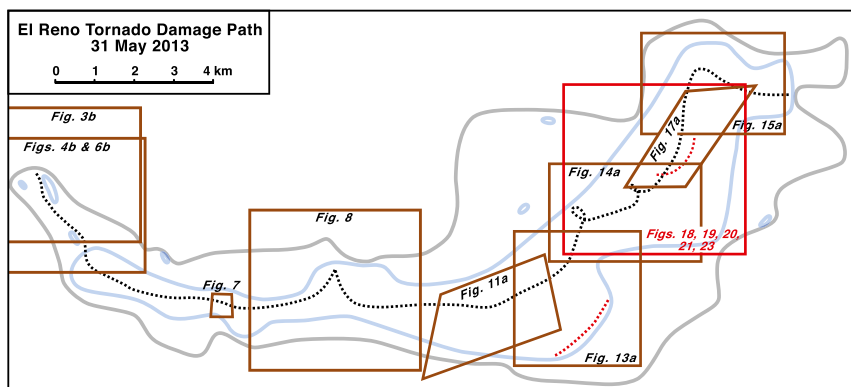 El Reno Tornado Damage Path
31 May 2013
0 1 2 3 4 km
Fig. 3b
Figs. 4b & 6b
Fig. 7
Fig. 8
Fig. 11a
Fig. 13a
Fig. 14a
Fig. 17a
Fig. 15a
Figs. 18, 19, 20,
21, 23